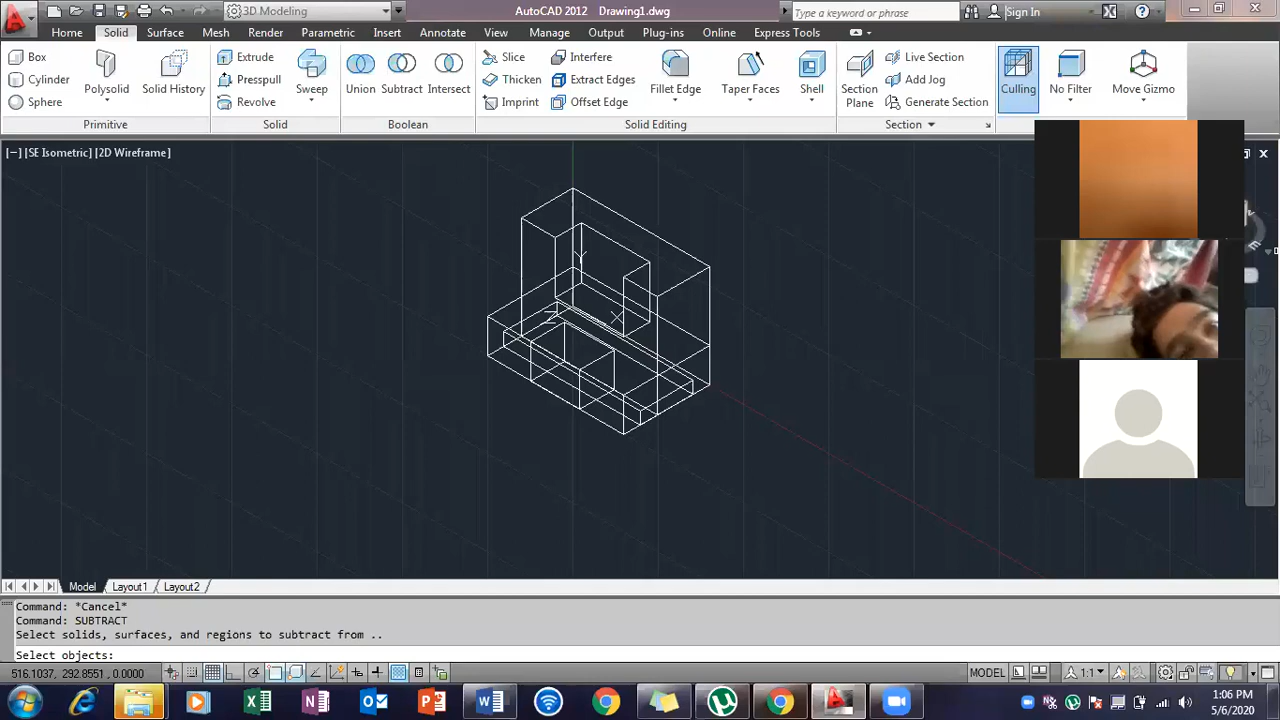 3D Modeling
AutoCAD 2012 Drawing1.dwg
Type a keyword or phrase
Sign In
Home Solid Surface Mesh Render Parametric Insert Annotate View Manage Output Plug-ins Online Express Tools
Box Extrude Slice Interfere Live Section
Cylinder Presspull Thicken Extract Edges Add Jog
Polysolid Solid History Sweep Union Subtract Intersect Fillet Edge Taper Faces Shell Section Plane Culling No Filter Move Gizmo
Sphere Revolve Imprint Offset Edge Generate Section
Primitive Solid Boolean Solid Editing Section
[−] [SE Isometric] [2D Wireframe]
Model Layout1 Layout2
Command: *Cancel*
Command: SUBTRACT
Select solids, surfaces, and regions to subtract from ..
Select objects:
516.1037, 292.8551, 0.0000
MODEL
1:1
1:06 PM
5/6/2020